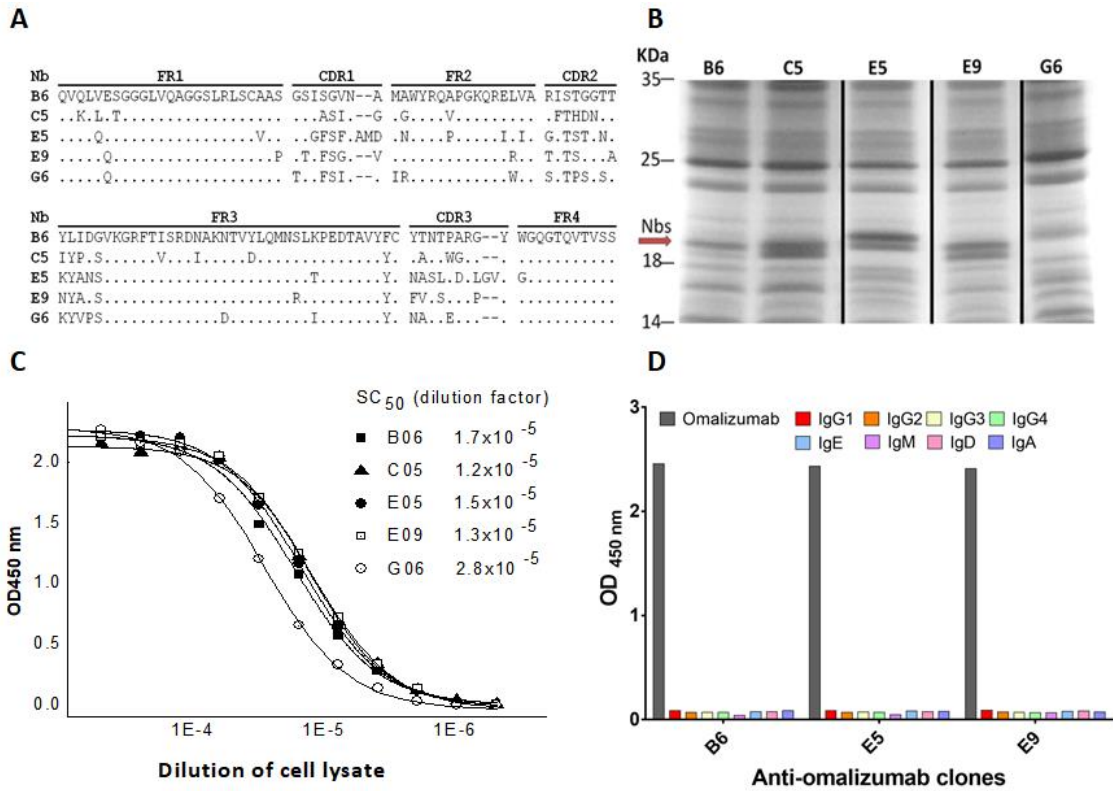 A
Nb FR1 CDR1 FR2 CDR2
B6 QVQLVESGGGLVQAGGSLRLSCAAS GSISGVN--A MAWYRQAPGKQRELVA RISTGGTT
C5 ..K.L.T.................. ...ASI.--G .G....V......... .FTHDN..
E5 ....Q.................V.. ..GFSF.AMD ..N...P.....I.I. G.TST.N.
E9 .....Q..................P T..FSG.--V .............R.. T.TS...A
G6 .....Q................... T..FSI.--. IR...........W.. S.TPS.S.
Nb FR3 CDR3 FR4
B6 YLIDGVKGRFTISRDNAKNTVYLQMNSLKPEDTAVYFC YTNTPARG--Y WGQGTQVTVSS
C5 IYP.S......V...I.....D..............Y. .A..WG..--. ...........
E5 KYANS.......................T.......Y. NASL.D.LGV. G..........
E9 NYA.S.....................R.........Y. FV.S..P.--. ...........
G6 KYVPS.............D.........I.......Y. NA..E...--. ...........
B
KDa B6 C5 E5 E9 G6
35
25
Nbs
18
14
C
SC50 (dilution factor)
B06 1.7x10 -5
C05 1.2x10 -5
E05 1.5x10 -5
E09 1.3x10 -5
G06 2.8x10 -5
OD450 nm
2.0
1.5
1.0
0.5
0.0
1E-4 1E-5 1E-6
Dilution of cell lysate
D
Omalizumab IgG1 IgG2 IgG3 IgG4
IgE IgM IgD IgA
OD 450 nm
3
2
1
0
B6 E5 E9
Anti-omalizumab clones